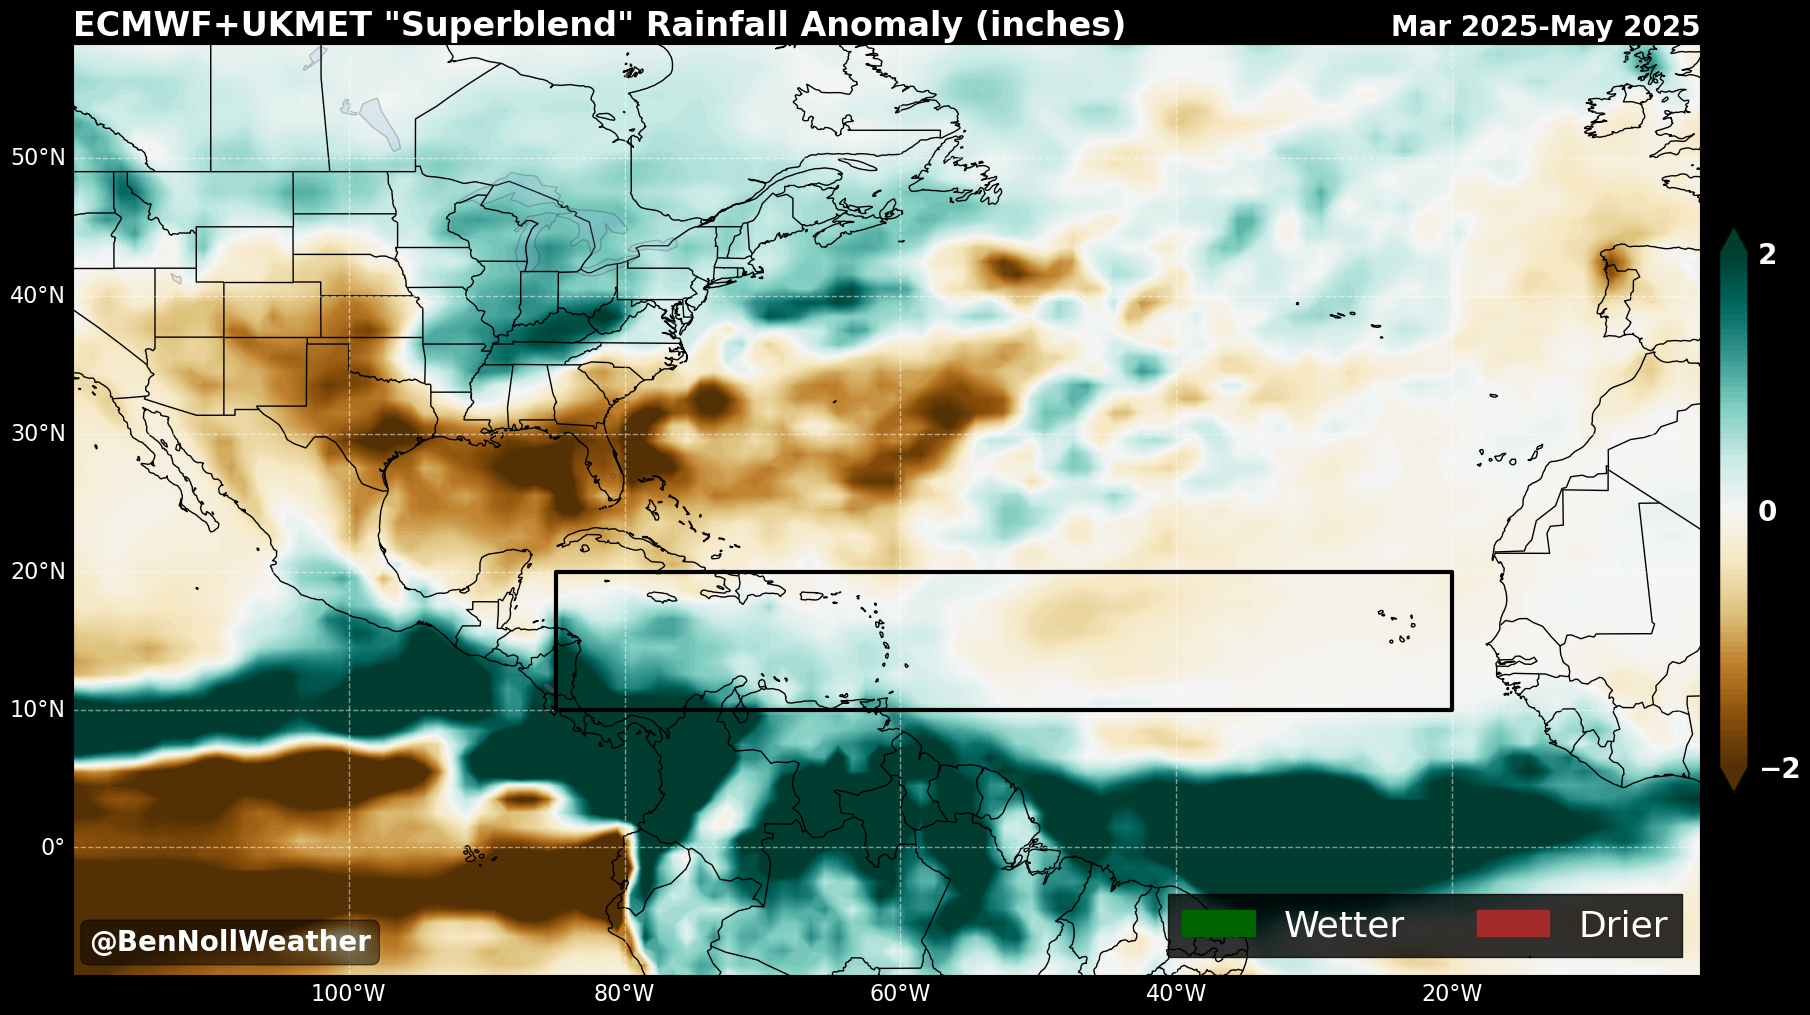 ECMWF+UKMET "Superblend" Rainfall Anomaly (inches)
Mar 2025-May 2025
50°N
40°N
30°N
20°N
10°N
0°
2
0
−2
@BenNollWeather
Wetter
Drier
100°W
80°W
60°W
40°W
20°W